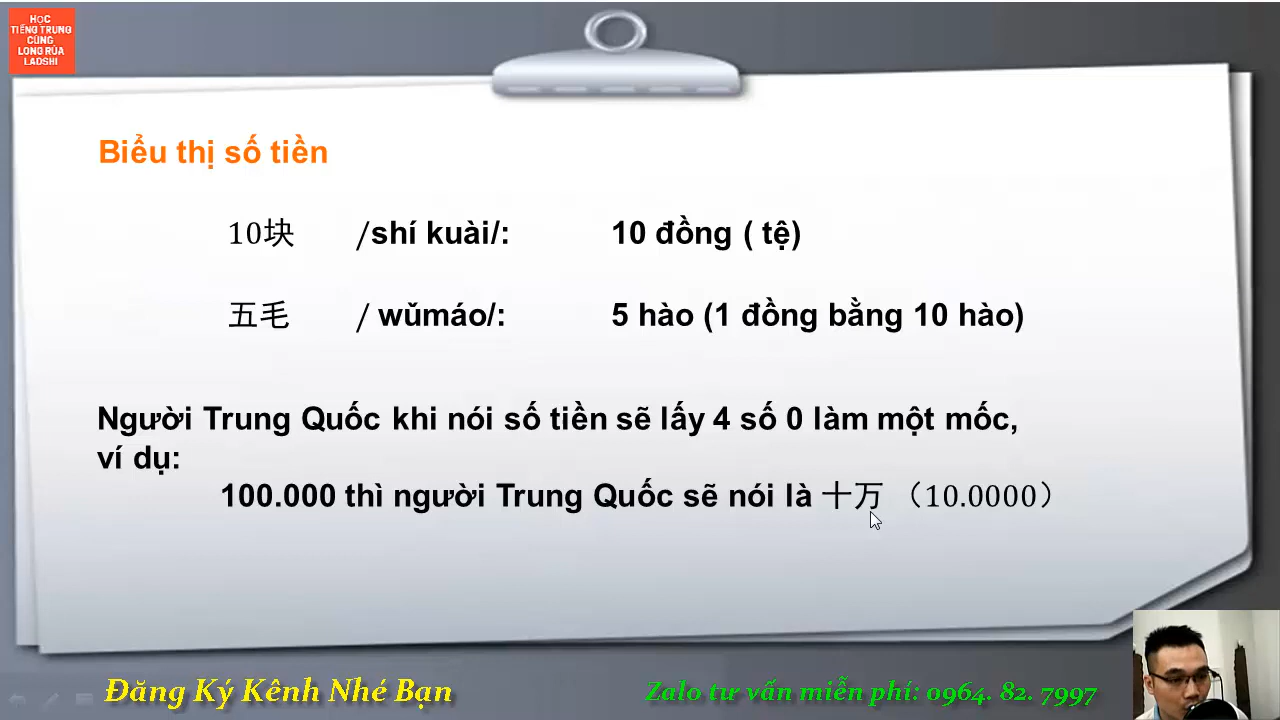 HỌC
TIẾNG TRUNG
CÙNG
LONG RÙA
LAOSHI
Biểu thị số tiền
10块 /shí kuài/: 10 đồng ( tệ)
五毛 / wǔmáo/: 5 hào (1 đồng bằng 10 hào)
Người Trung Quốc khi nói số tiền sẽ lấy 4 số 0 làm một mốc,
ví dụ:
100.000 thì người Trung Quốc sẽ nói là 十万 （10.0000）
Đăng Ký Kênh Nhé Bạn
Zalo tư vấn miễn phí: 0964. 82. 7997